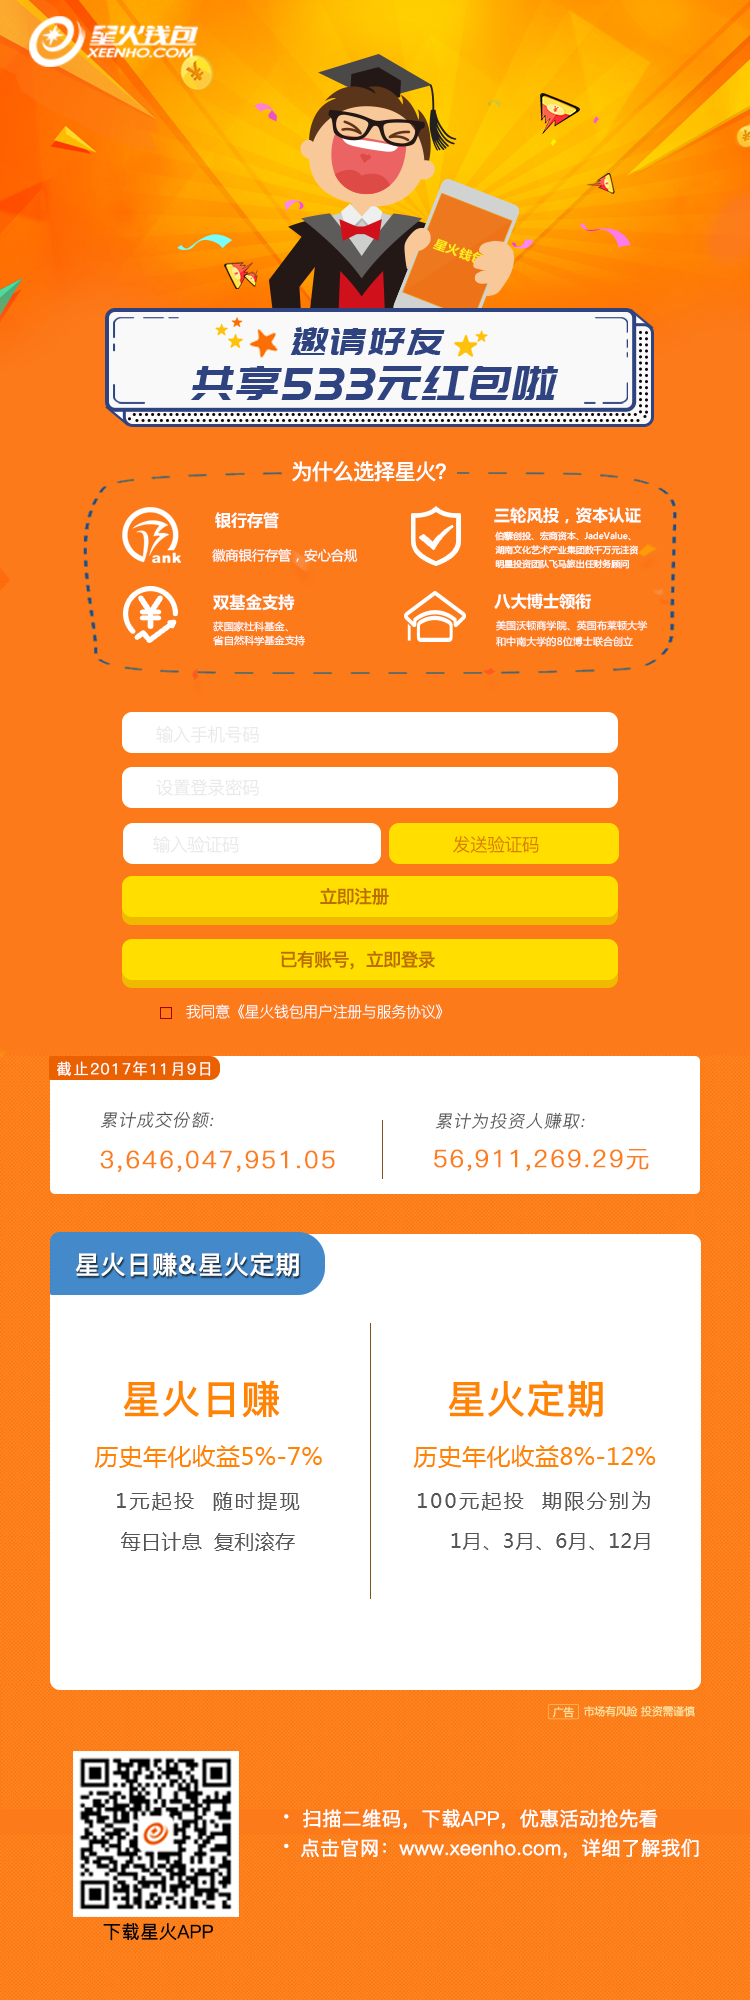 星火钱包
XEENHO.COM
星火钱包
邀请好友
共享533元红包啦
为什么选择星火?
银行存管
徽商银行存管，安心合规
三轮风投，资本认证
伯藜创投、宏商资本、JadeValue、
湖南文化艺术产业集团数千万元注资
明星投资团队飞马旅出任财务顾问
双基金支持
获国家社科基金、
省自然科学基金支持
八大博士领衔
美国沃顿商学院、英国布莱顿大学
和中南大学的8位博士联合创立
ank
输入手机号码
设置登录密码
输入验证码
发送验证码
立即注册
已有账号，立即登录
我同意《星火钱包用户注册与服务协议》
截止2017年11月9日
累计成交份额:
3,646,047,951.05
累计为投资人赚取:
56,911,269.29元
星火日赚&星火定期
星火日赚
历史年化收益5%-7%
1元起投 随时提现
每日计息 复利滚存
星火定期
历史年化收益8%-12%
100元起投 期限分别为
1月、3月、6月、12月
广告 市场有风险 投资需谨慎
· 扫描二维码，下载APP，优惠活动抢先看
· 点击官网：www.xeenho.com，详细了解我们
下载星火APP